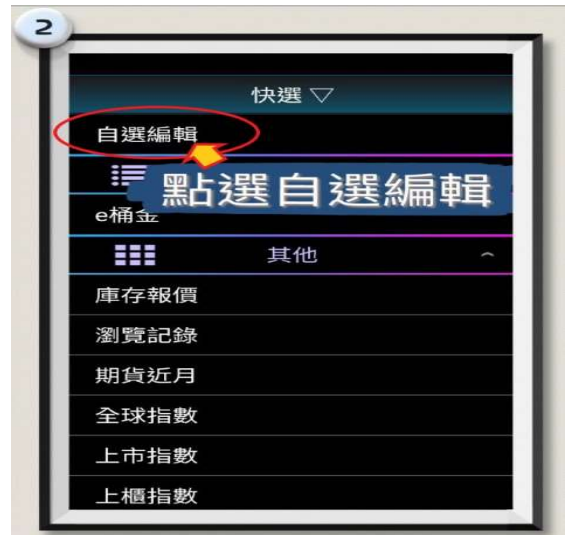 2
快選 ▽
自選編輯
點選自選編輯
e桶金
其他
庫存報價
瀏覽記錄
期貨近月
全球指數
上市指數
上櫃指數